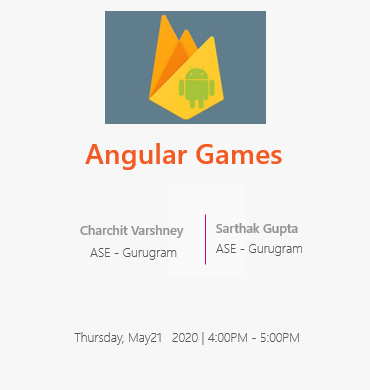 Angular Games
Charchit Varshney
ASE - Gurugram
Sarthak Gupta
ASE - Gurugram
Thursday, May21 2020 | 4:00PM - 5:00PM